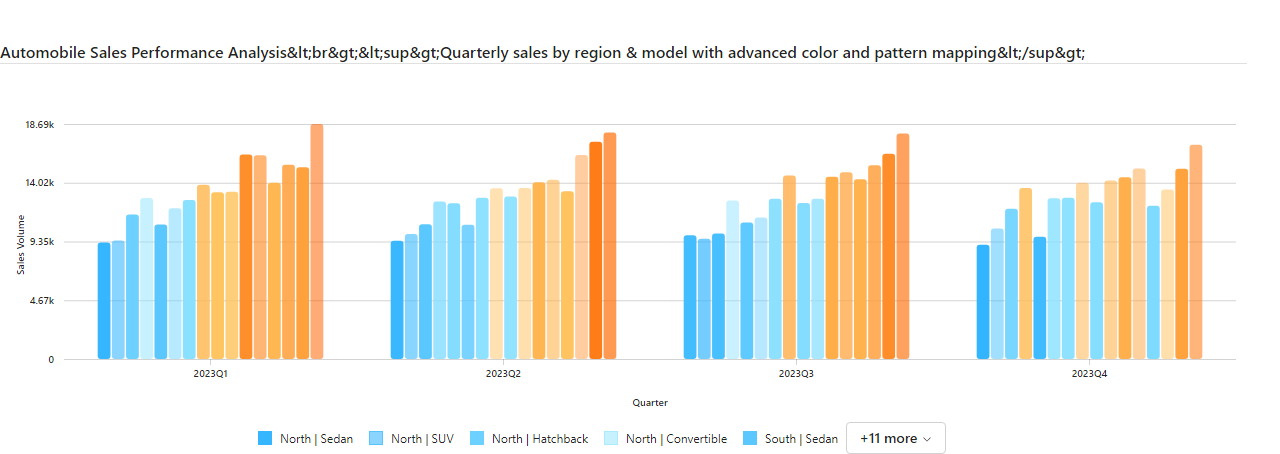 Automobile Sales Performance Analysis&lt;br&gt;&lt;sup&gt;Quarterly sales by region & model with advanced color and pattern mapping&lt;/sup&gt;
18.69k
14.02k
9.35k
4.67k
0
Sales Volume
2023Q1 2023Q2 2023Q3 2023Q4
Quarter
North | Sedan North | SUV North | Hatchback North | Convertible South | Sedan +11 more